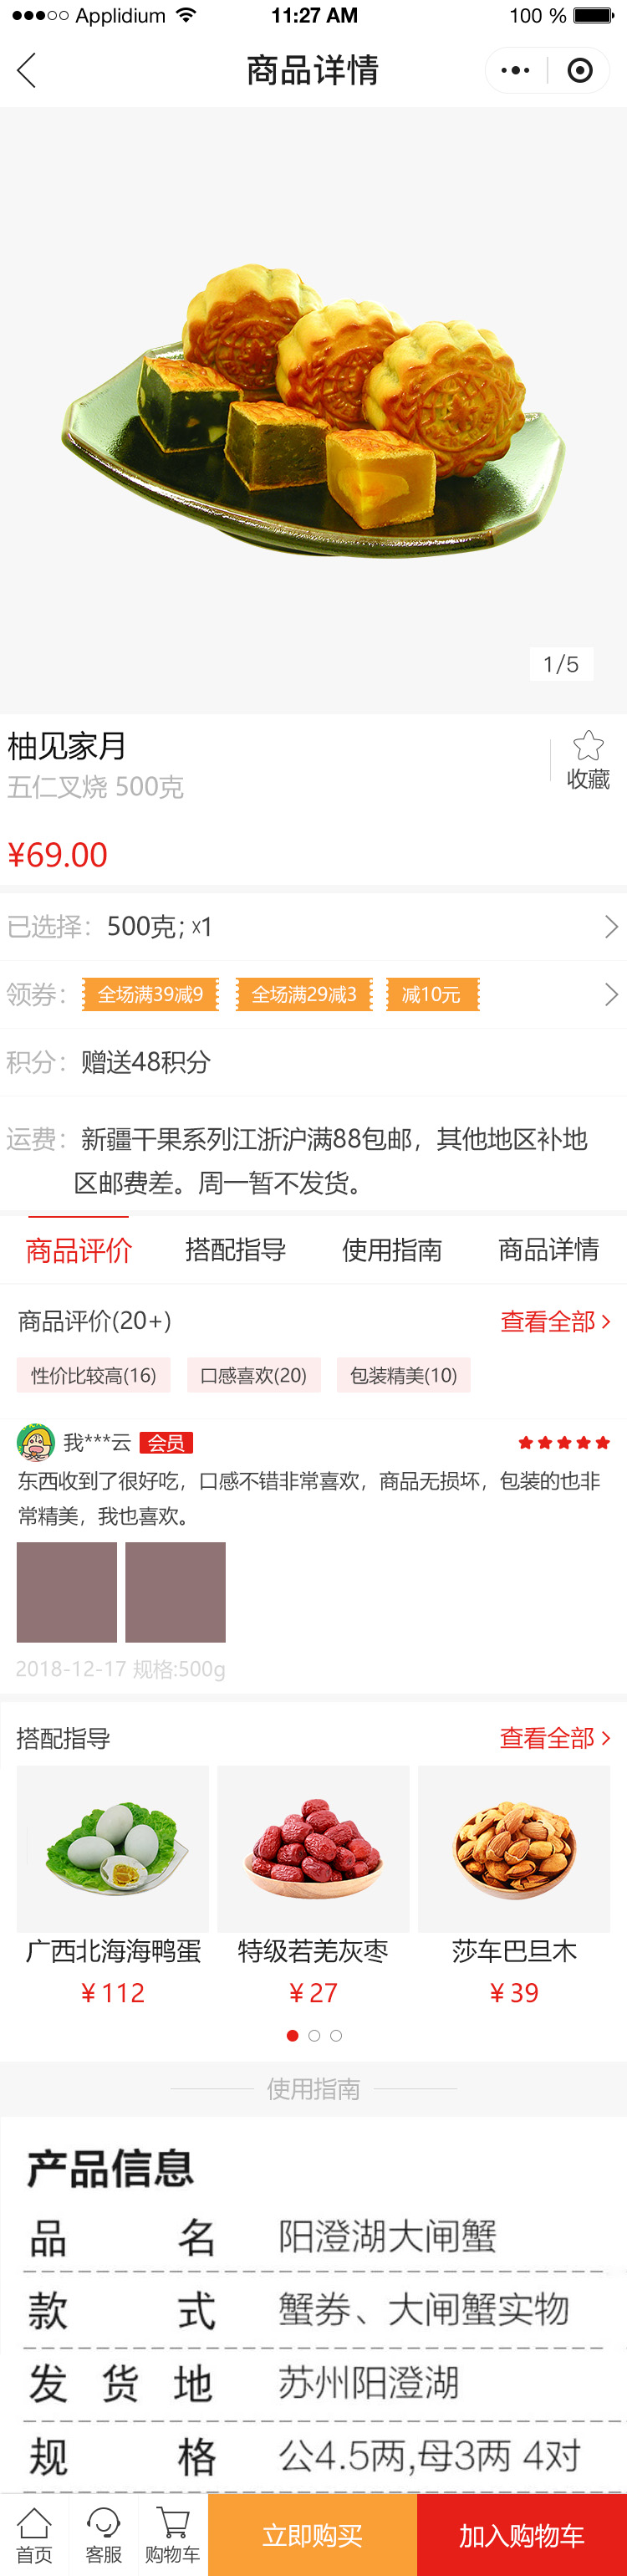 Applidium 11:27 AM 100 %
商品详情
1/5
柚见家月
五仁叉烧 500克
收藏
¥69.00
已选择：500克；x1
领券：全场满39减9 全场满29减3 减10元
积分：赠送48积分
运费：新疆干果系列江浙沪满88包邮，其他地区补地
区邮费差。周一暂不发货。
商品评价 搭配指导 使用指南 商品详情
商品评价(20+) 查看全部
性价比较高(16) 口感喜欢(20) 包装精美(10)
我***云 会员
东西收到了很好吃，口感不错非常喜欢，商品无损坏，包装的也非
常精美，我也喜欢。
2018-12-17 规格:500g
搭配指导 查看全部
广西北海海鸭蛋 特级若羌灰枣 莎车巴旦木
¥112 ¥27 ¥39
使用指南
产品信息
品名 阳澄湖大闸蟹
款式 蟹券、大闸蟹实物
发货地 苏州阳澄湖
规格 公4.5两,母3两 4对
首页 客服 购物车 立即购买 加入购物车